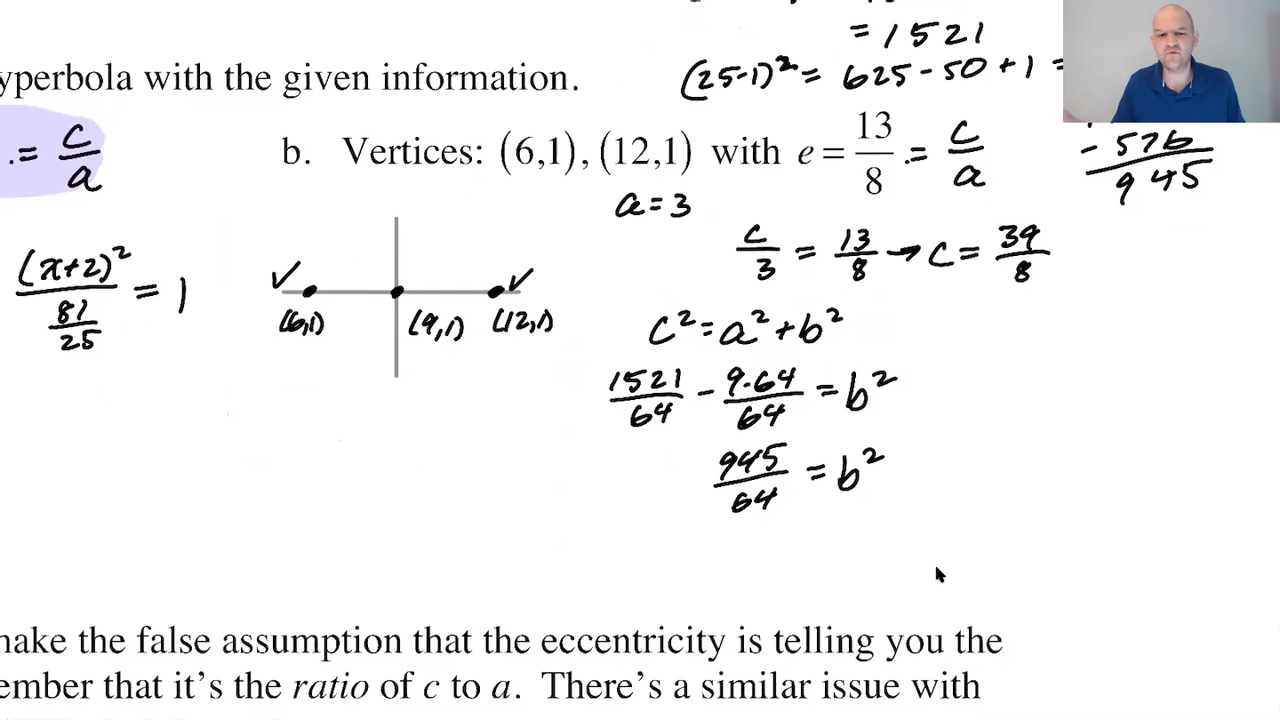 = 1521
(25-1)² = 625 - 50 + 1 =
yperbola with the given information.
.= c/a
b. Vertices: (6,1), (12,1) with e = 13/8 .= c/a
- 576
945
a = 3
c/3 = 13/8 → c = 39/8
(x+2)²/(81/25) = 1
✓ ✓
(6,1) (9,1) (12,1)
c² = a² + b²
1521/64 - 9·64/64 = b²
945/64 = b²
make the false assumption that the eccentricity is telling you the
ember that it's the ratio of c to a. There's a similar issue with